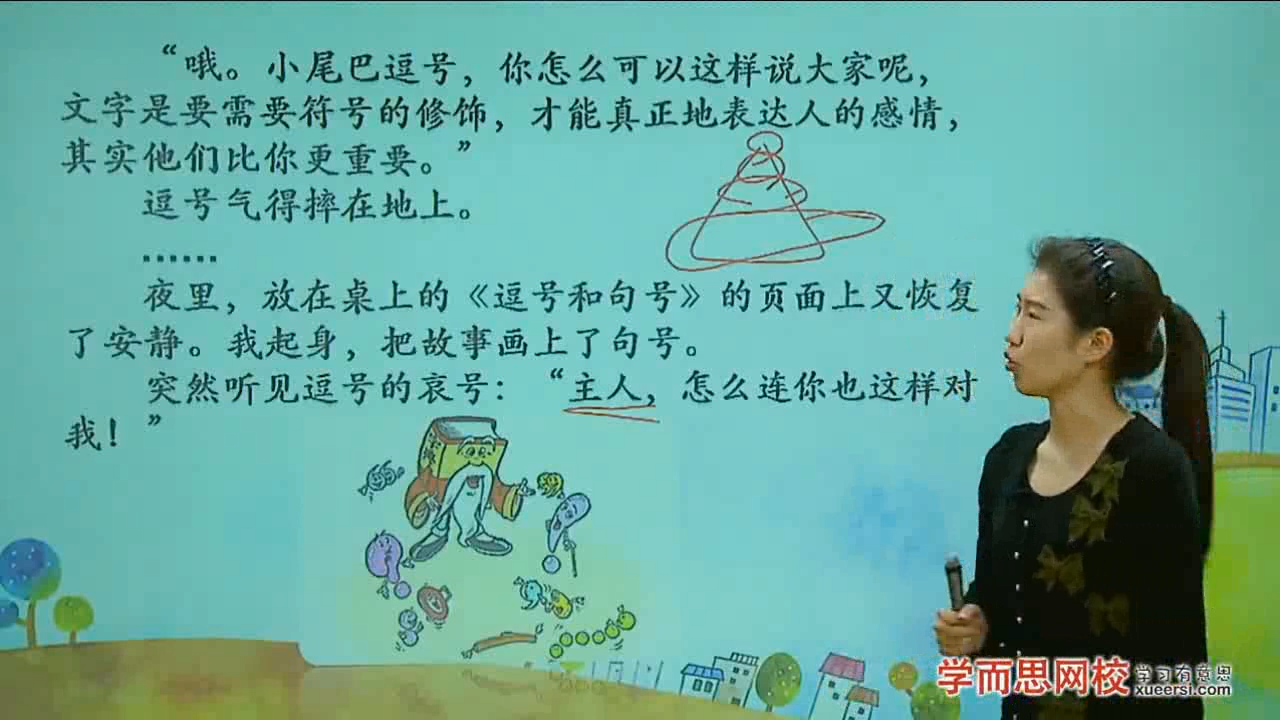 “哦。小尾巴逗号，你怎么可以这样说大家呢，
文字是要需要符号的修饰，才能真正地表达人的感情，
其实他们比你更重要。”
逗号气得摔在地上。
……
夜里，放在桌上的《逗号和句号》的页面上又恢复
了安静。我起身，把故事画上了句号。
突然听见逗号的哀号：“主人，怎么连你也这样对
我！”
学而思网校 学习有意思
xueersi.com